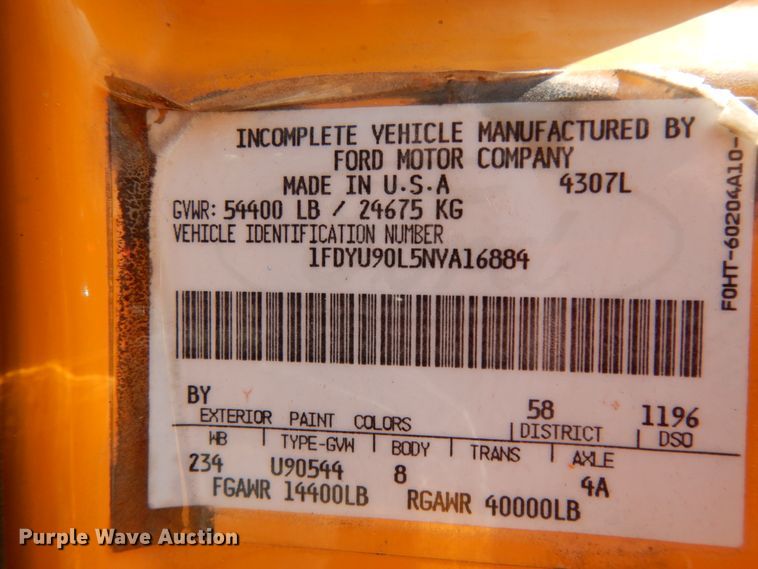 INCOMPLETE VEHICLE MANUFACTURED BY
FORD MOTOR COMPANY
MADE IN U.S.A 4307L
GVWR: 54400 LB / 24675 KG
VEHICLE IDENTIFICATION NUMBER
1FDYU90L5NVA16884
F0HT-60204A10-
BY 58 1196
EXTERIOR PAINT COLORS DISTRICT DSO
WB TYPE-GVW BODY TRANS AXLE
234 U90544 8 4A
FGAWR 14400LB RGAWR 40000LB
Purple Wave Auction